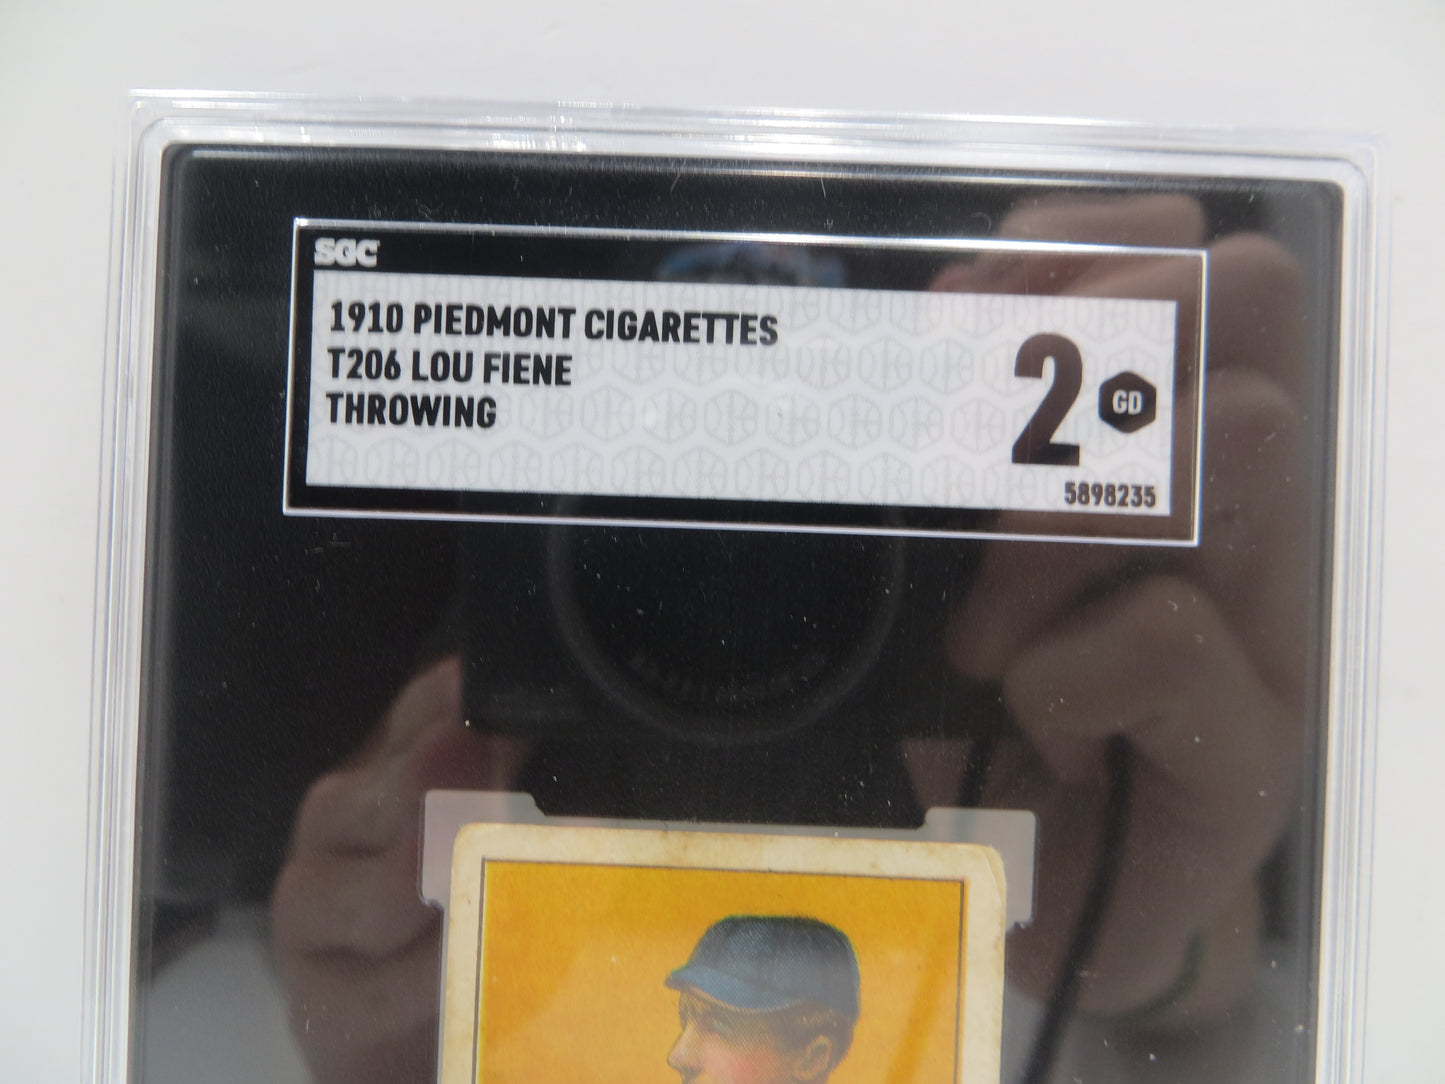 SGC
1910 PIEDMONT CIGARETTES
T206 LOU FIENE
THROWING
2 GD
5898235